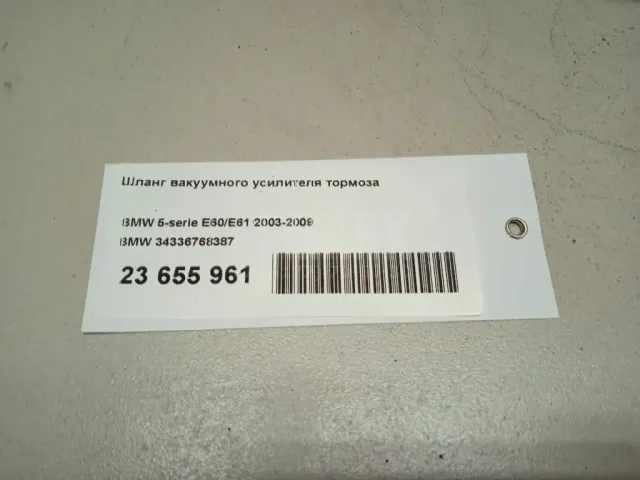 Шланг вакуумного усилителя тормоза
BMW 5-serie E60/E61 2003-2009
BMW 34336768387
23 655 961